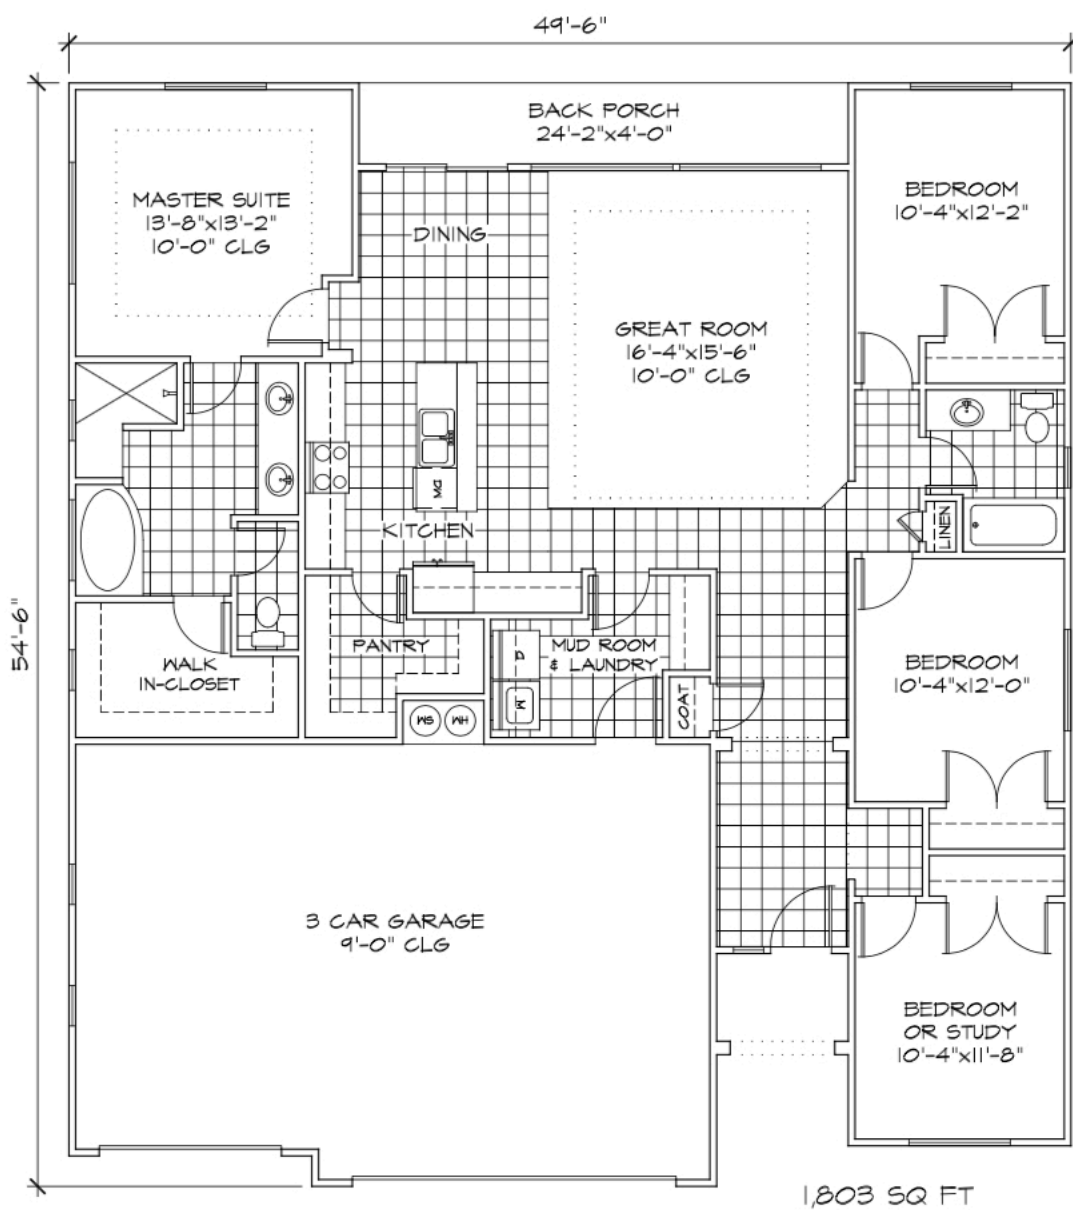 49'-6"
BACK PORCH
24'-2"x4'-0"
MASTER SUITE
13'-8"x13'-2"
10'-0" CLG
DINING
BEDROOM
10'-4"x12'-2"
GREAT ROOM
16'-4"x15'-6"
10'-0" CLG
DW
KITCHEN
LINEN
54'-6"
PANTRY
MUD ROOM
& LAUNDRY
D
W
WALK
IN-CLOSET
COAT
BEDROOM
10'-4"x12'-0"
WS
WH
3 CAR GARAGE
9'-0" CLG
BEDROOM
OR STUDY
10'-4"x11'-8"
1,803 SQ FT